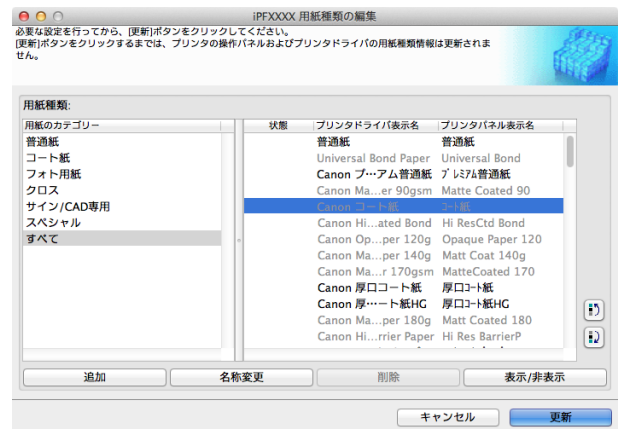 iPFXXXX 用紙種類の編集
必要な設定を行ってから、[更新]ボタンをクリックしてください。
[更新]ボタンをクリックするまでは、プリンタの操作パネルおよびプリンタドライバの用紙種類情報は更新されま
せん。
用紙種類:
用紙のカテゴリー
普通紙
コート紙
フォト用紙
クロス
サイン/CAD専用
スペシャル
すべて
状態 プリンタドライバ表示名 プリンタパネル表示名
普通紙 普通紙
Universal Bond Paper Universal Bond
Canon プ…アム普通紙 プレミアム普通紙
Canon Ma...er 90gsm Matte Coated 90
Canon コート紙 コート紙
Canon Hi...ated Bond Hi ResCtd Bond
Canon Op...per 120g Opaque Paper 120
Canon Ma...per 140g Matt Coat 140g
Canon Ma...r 170gsm MatteCoated 170
Canon 厚口コート紙 厚口コート紙
Canon 厚…ート紙HG 厚口コート紙HG
Canon Ma...per 180g Matt Coated 180
Canon Hi...rrier Paper Hi Res BarrierP
追加 名称変更 削除 表示/非表示
キャンセル 更新